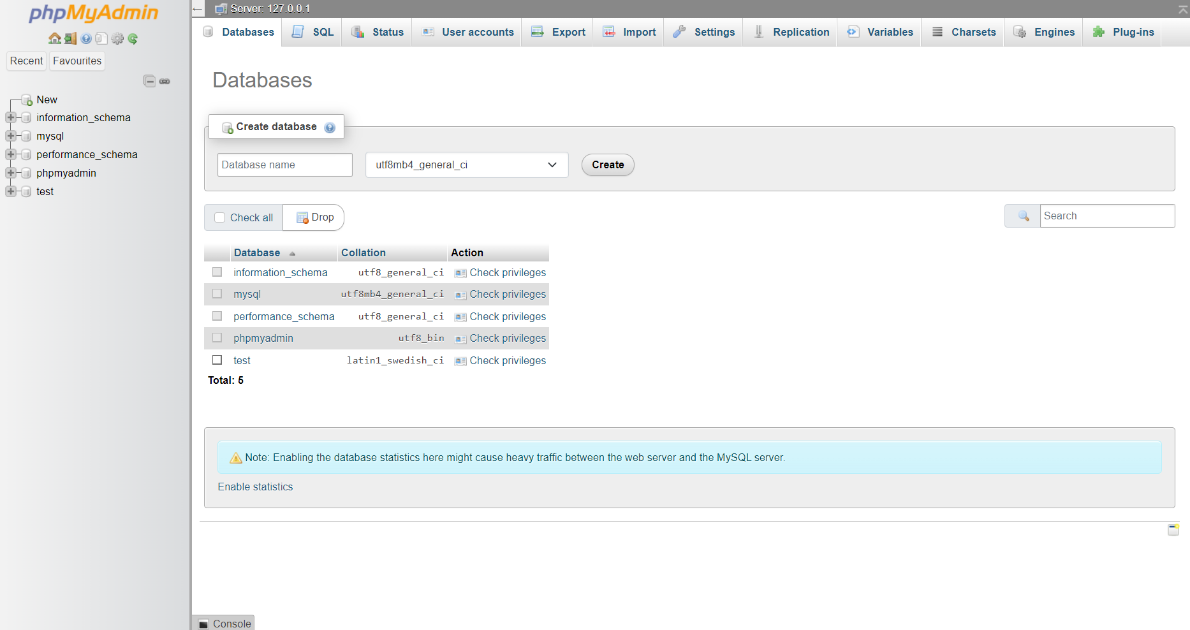 phpMyAdmin
Recent Favourites
New
information_schema
mysql
performance_schema
phpmyadmin
test
Server: 127.0.0.1
Databases SQL Status User accounts Export Import Settings Replication Variables Charsets Engines Plug-ins
Databases
Create database
Database name utf8mb4_general_ci Create
Check all Drop Search
Database Collation Action
information_schema utf8_general_ci Check privileges
mysql utf8mb4_general_ci Check privileges
performance_schema utf8_general_ci Check privileges
phpmyadmin utf8_bin Check privileges
test latin1_swedish_ci Check privileges
Total: 5
Note: Enabling the database statistics here might cause heavy traffic between the web server and the MySQL server.
Enable statistics
Console